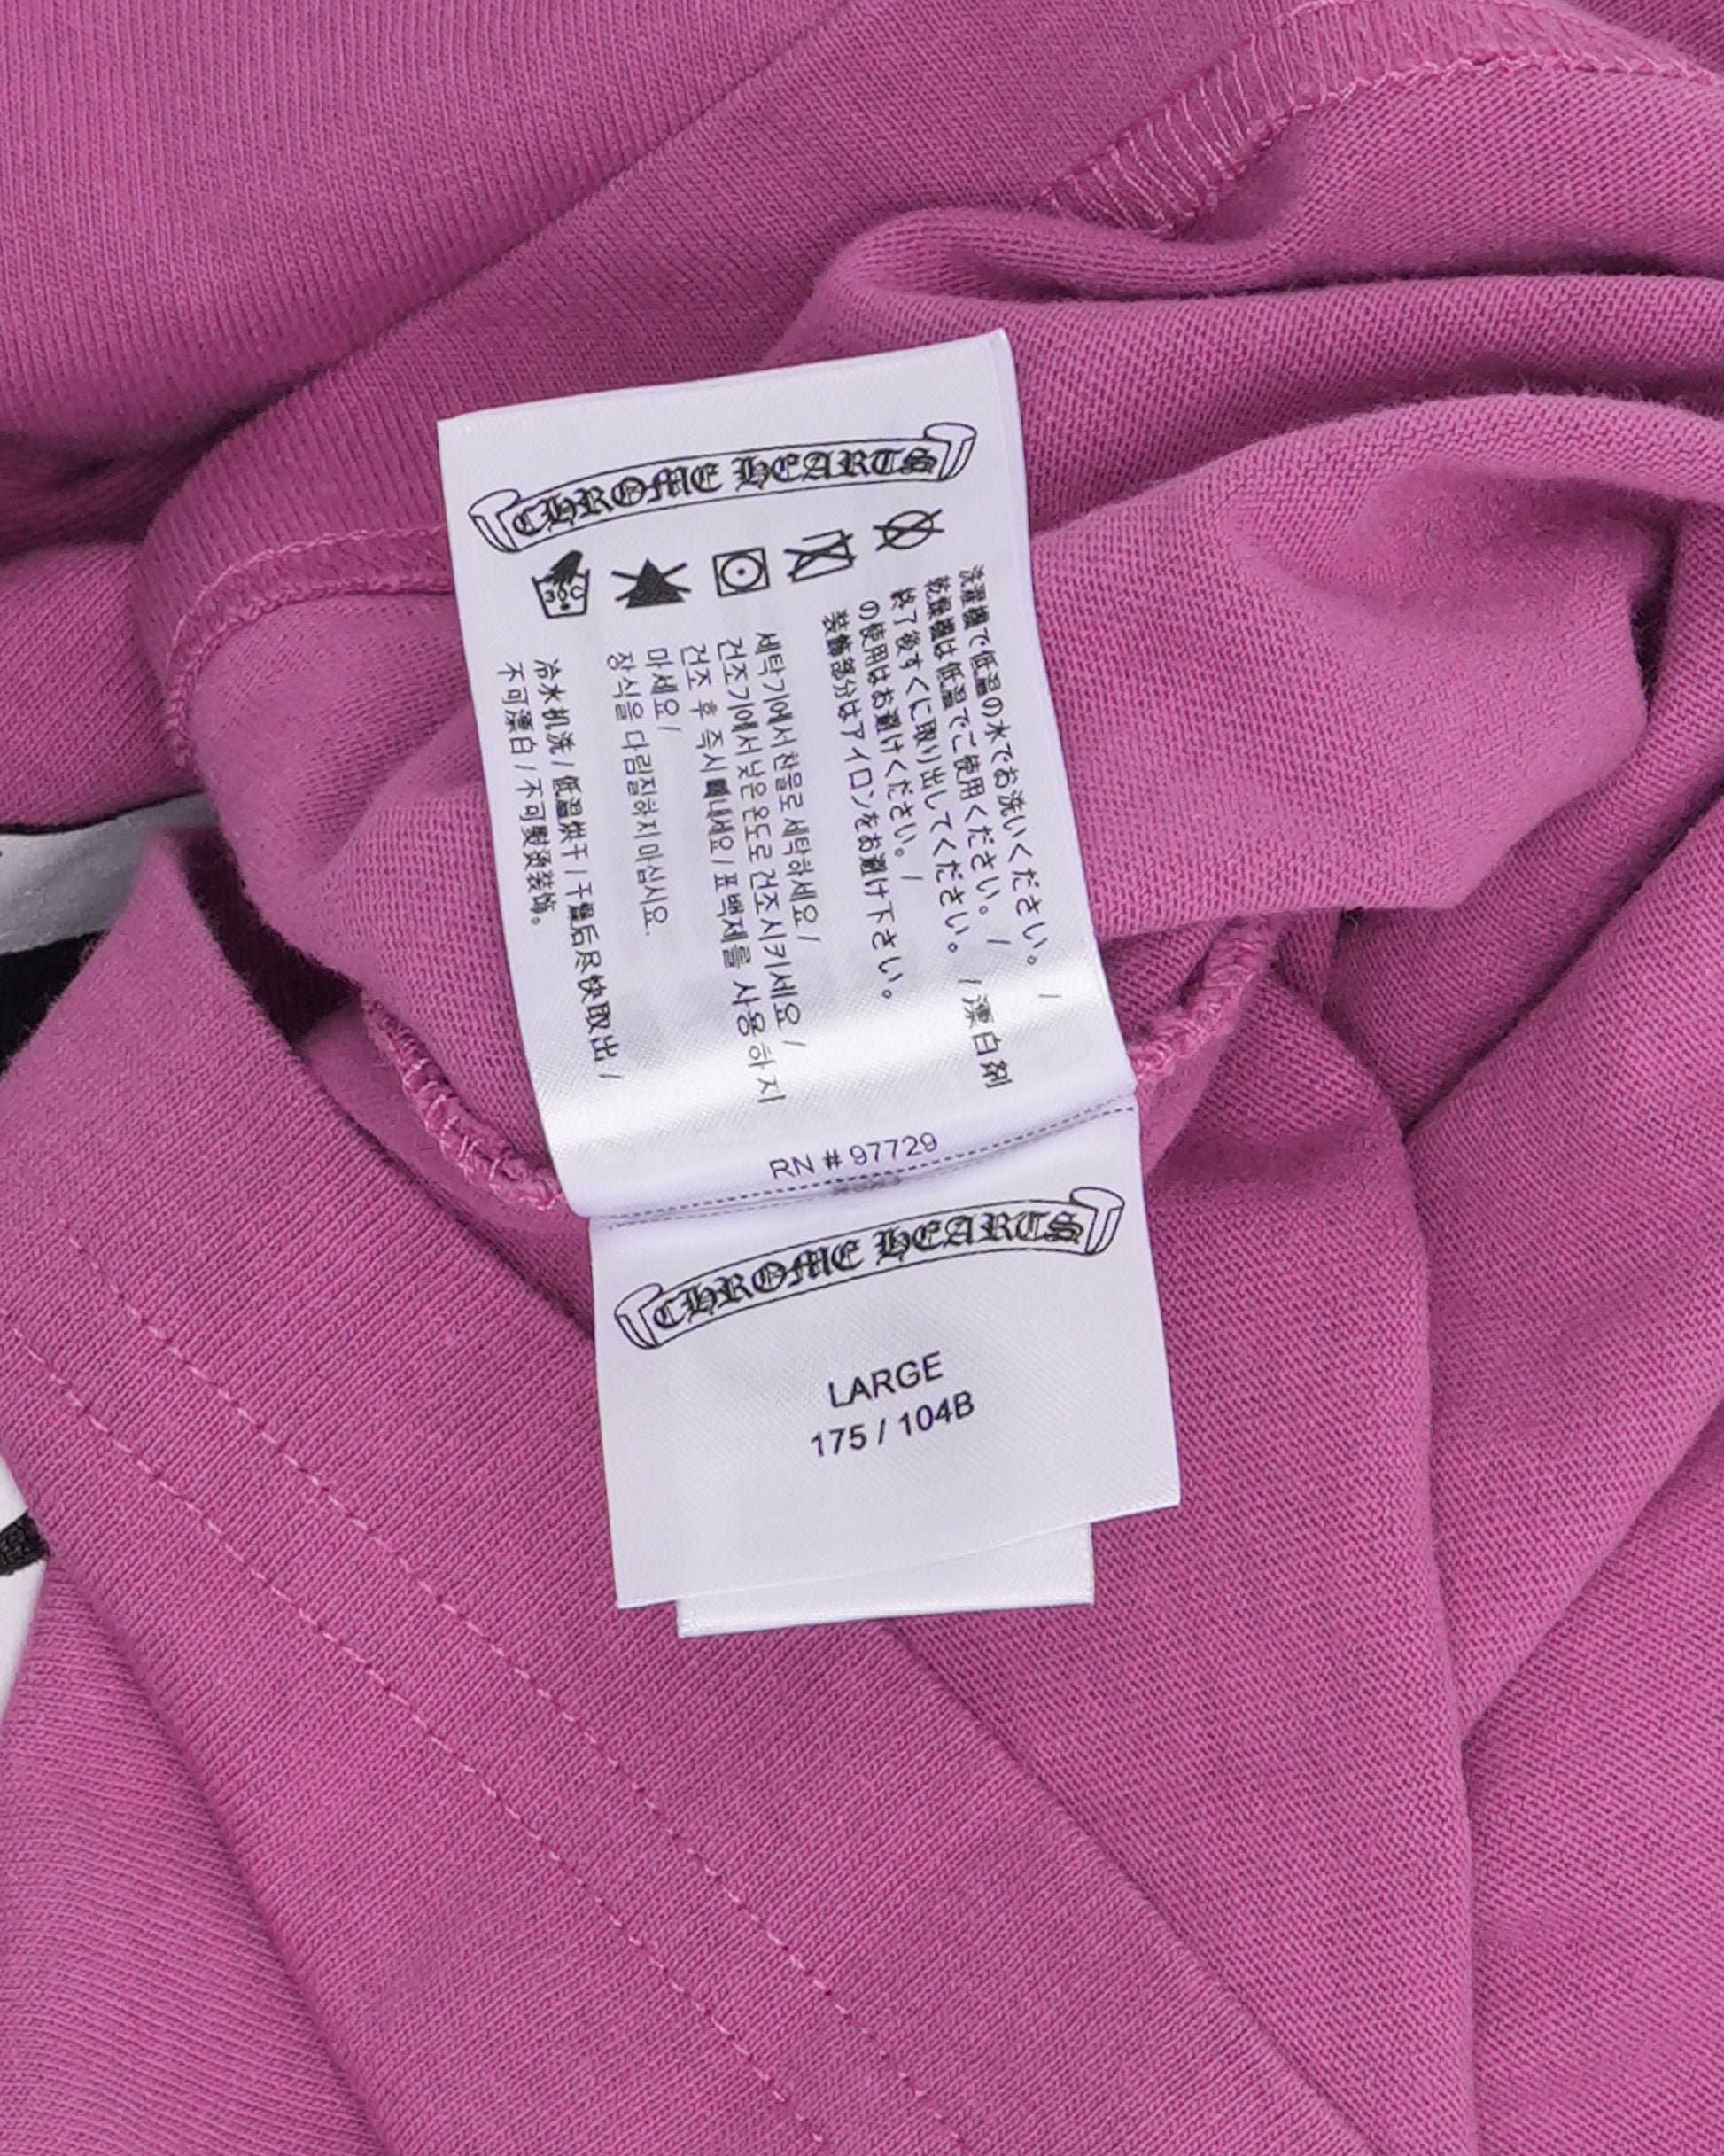 CHROME HEARTS
30C
洗濯機で低温の水でお洗いください。 /
乾燥機は低温でご使用ください。 / 漂白剤
終了後すぐに取り出してください。
の使用はお避けください。 /
装飾部分はアイロンをお避け下さい。
세탁기에서 찬물로 세탁하세요 /
건조기에서 낮은 온도로 건조시키세요 /
건조 후 즉시 빼내세요 / 표백제를 사용하지
마세요 /
장식을 다림질하지 마십시오.
冷水机洗 / 低温烘干 / 干燥后尽快取出 /
不可漂白 / 不可熨烫装饰。
RN # 97729
CHROME HEARTS
LARGE
175 / 104B